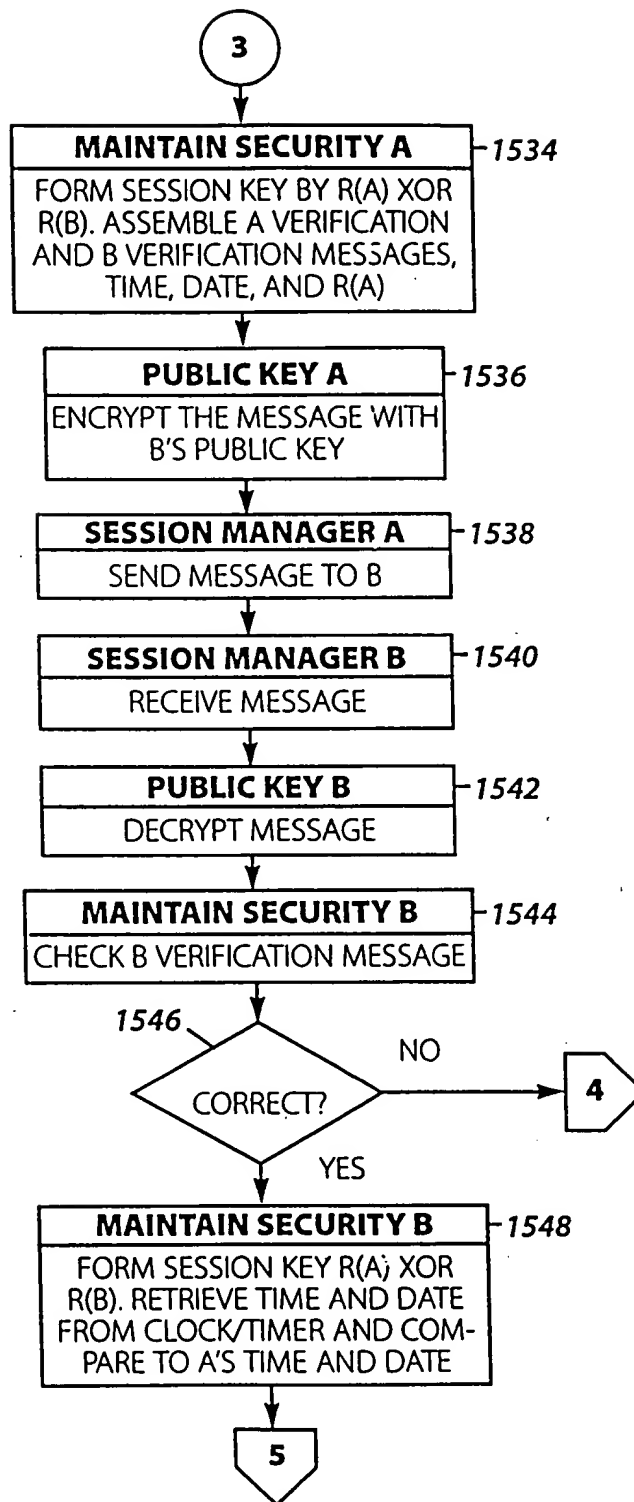 3
MAINTAIN SECURITY A
1534
FORM SESSION KEY BY R(A) XOR
R(B). ASSEMBLE A VERIFICATION
AND B VERIFICATION MESSAGES,
TIME, DATE, AND R(A)
PUBLIC KEY A
1536
ENCRYPT THE MESSAGE WITH
B'S PUBLIC KEY
SESSION MANAGER A
1538
SEND MESSAGE TO B
SESSION MANAGER B
1540
RECEIVE MESSAGE
PUBLIC KEY B
1542
DECRYPT MESSAGE
MAINTAIN SECURITY B
1544
CHECK B VERIFICATION MESSAGE
1546
CORRECT?
NO
4
YES
MAINTAIN SECURITY B
1548
FORM SESSION KEY R(A) XOR
R(B). RETRIEVE TIME AND DATE
FROM CLOCK/TIMER AND COM-
PARE TO A'S TIME AND DATE
5